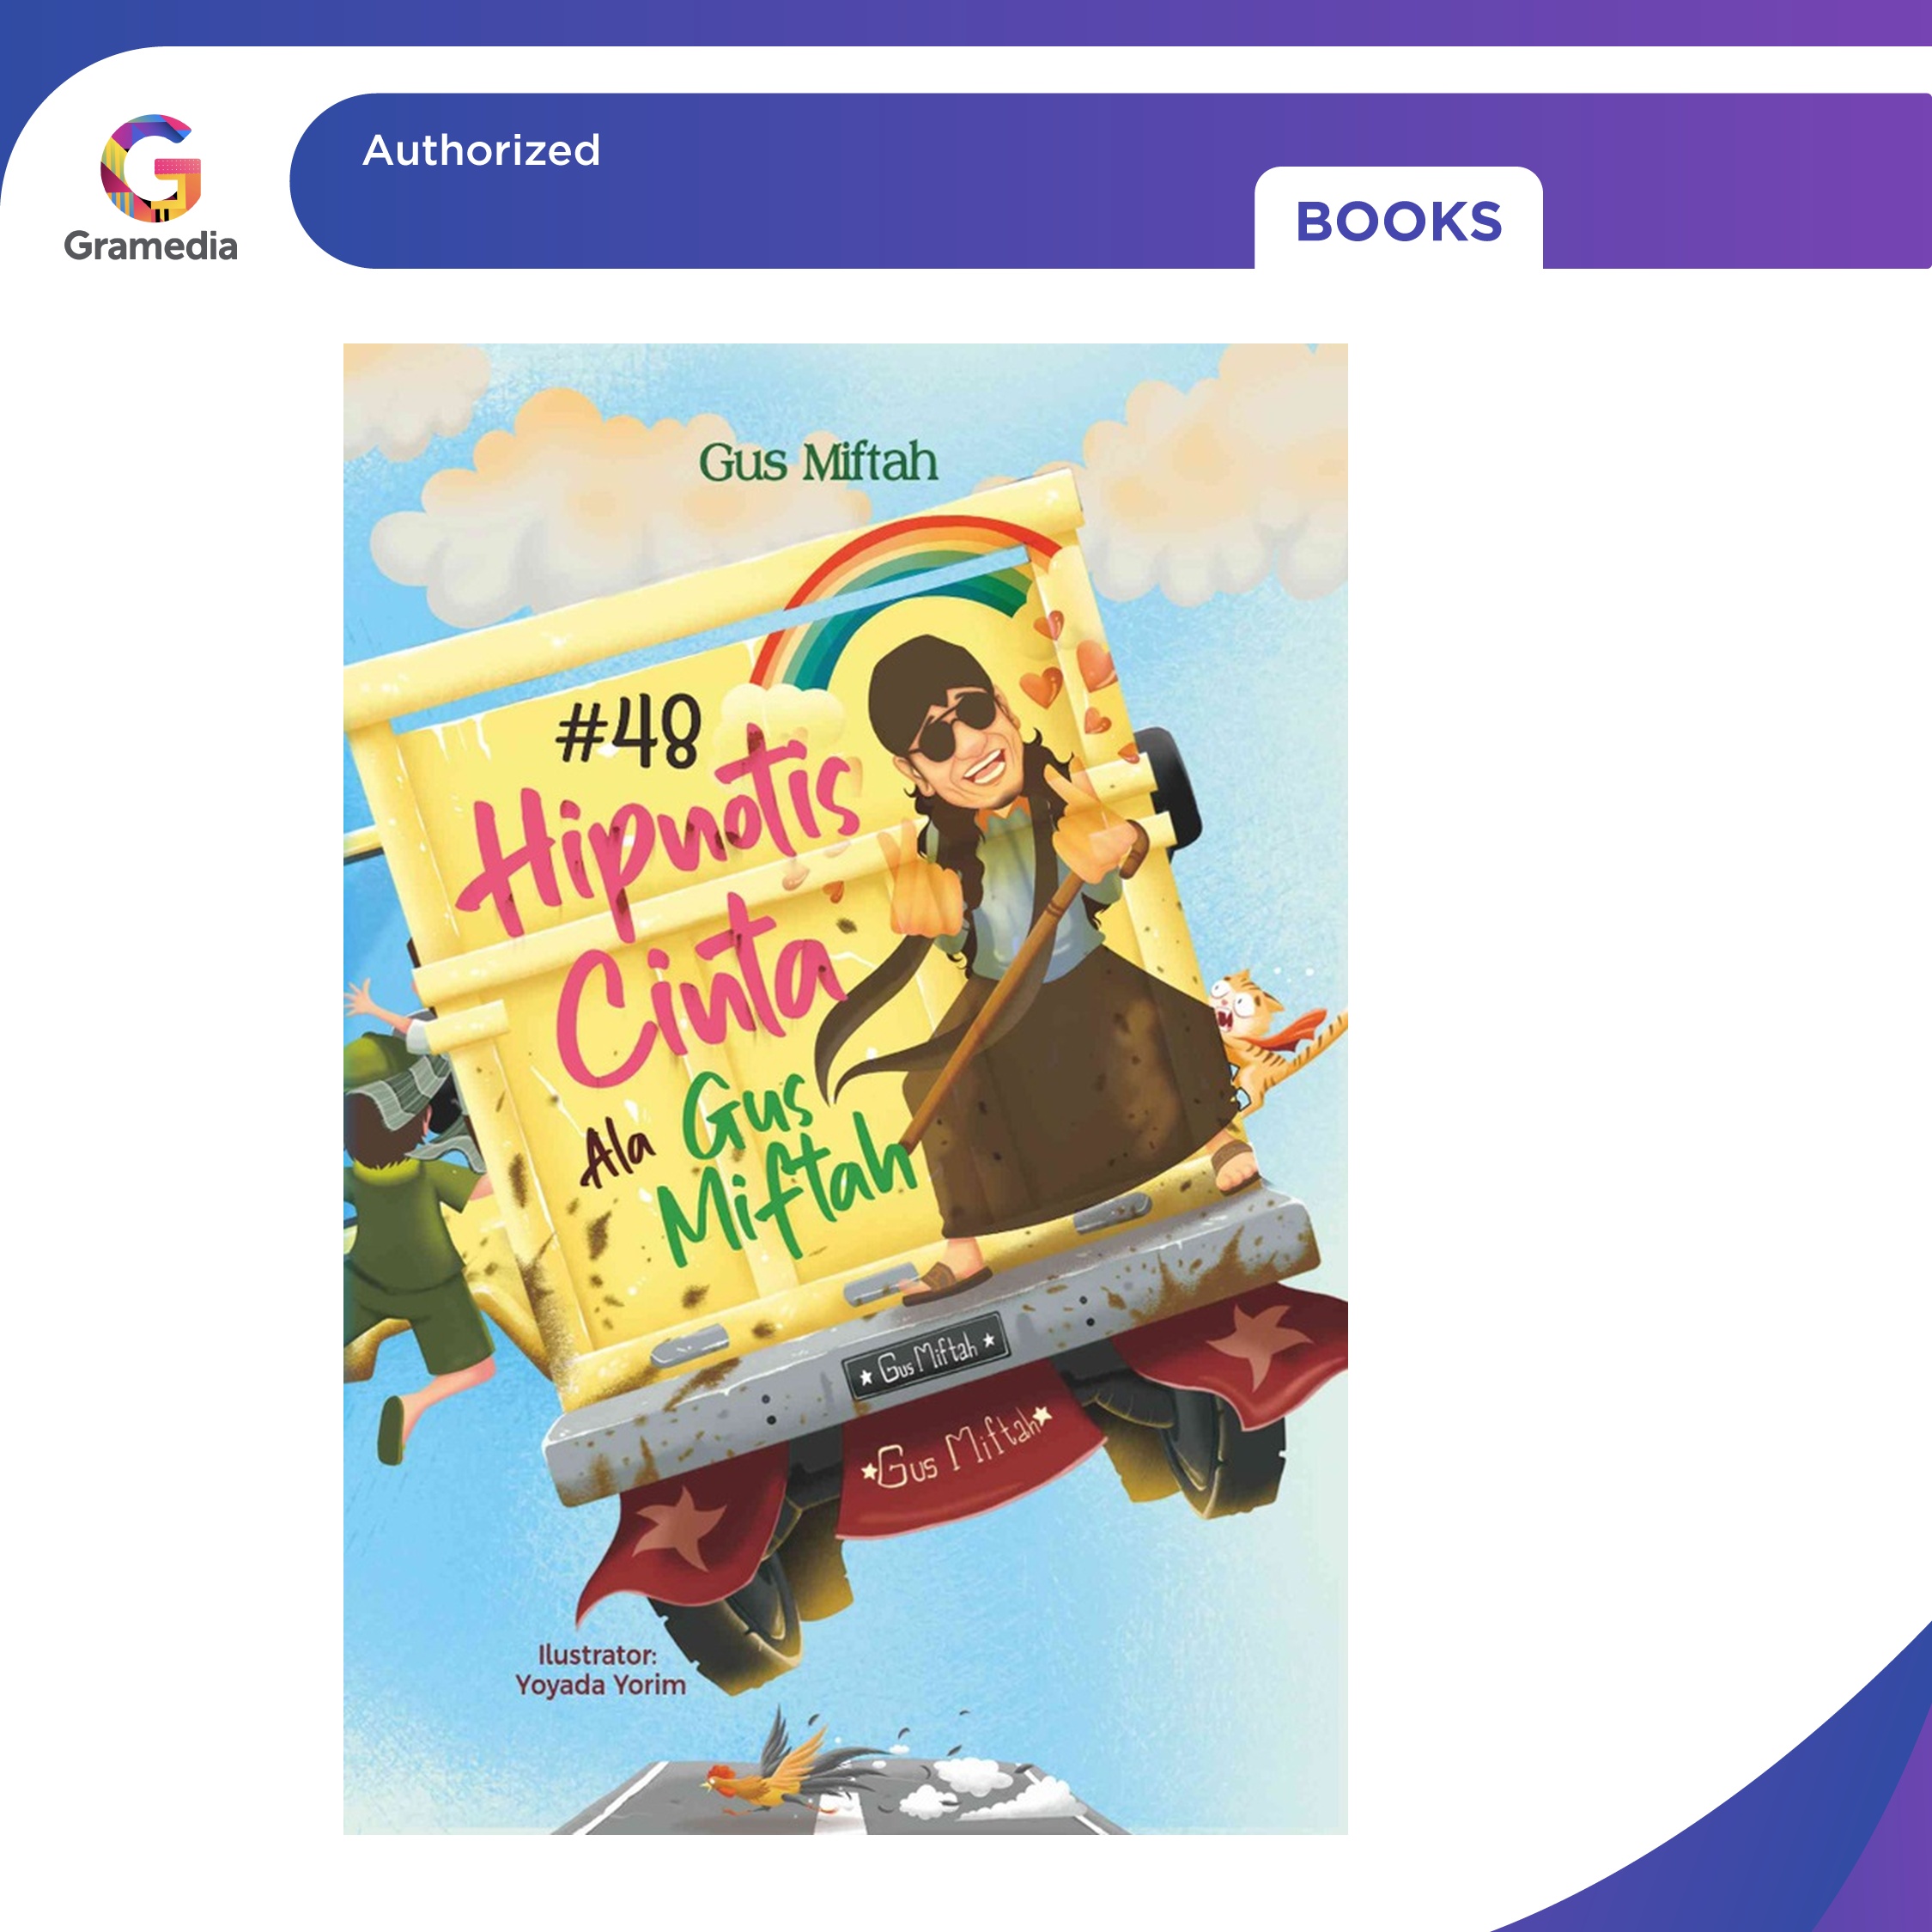 Authorized
BOOKS
Gramedia
Gus Miftah
#48
Hipnotis
Cinta
Ala Gus
Miftah
Gus Miftah
Gus Miftah
Ilustrator:
Yoyada Yorim